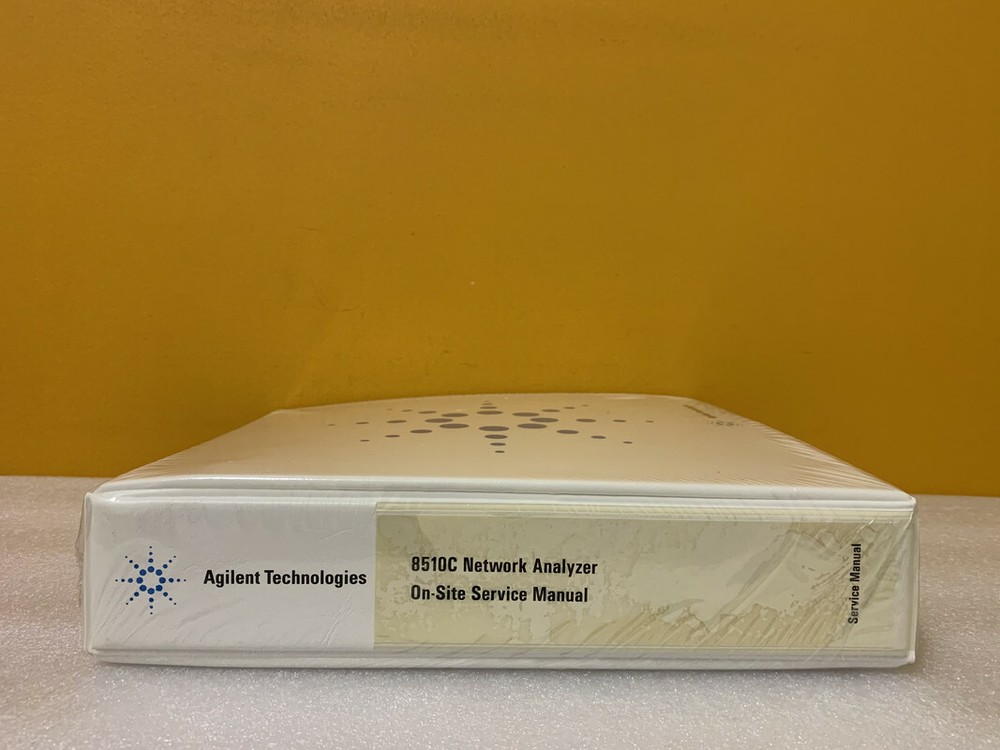 Agilent Technologies
8510C Network Analyzer
On-Site Service Manual
Service Manual